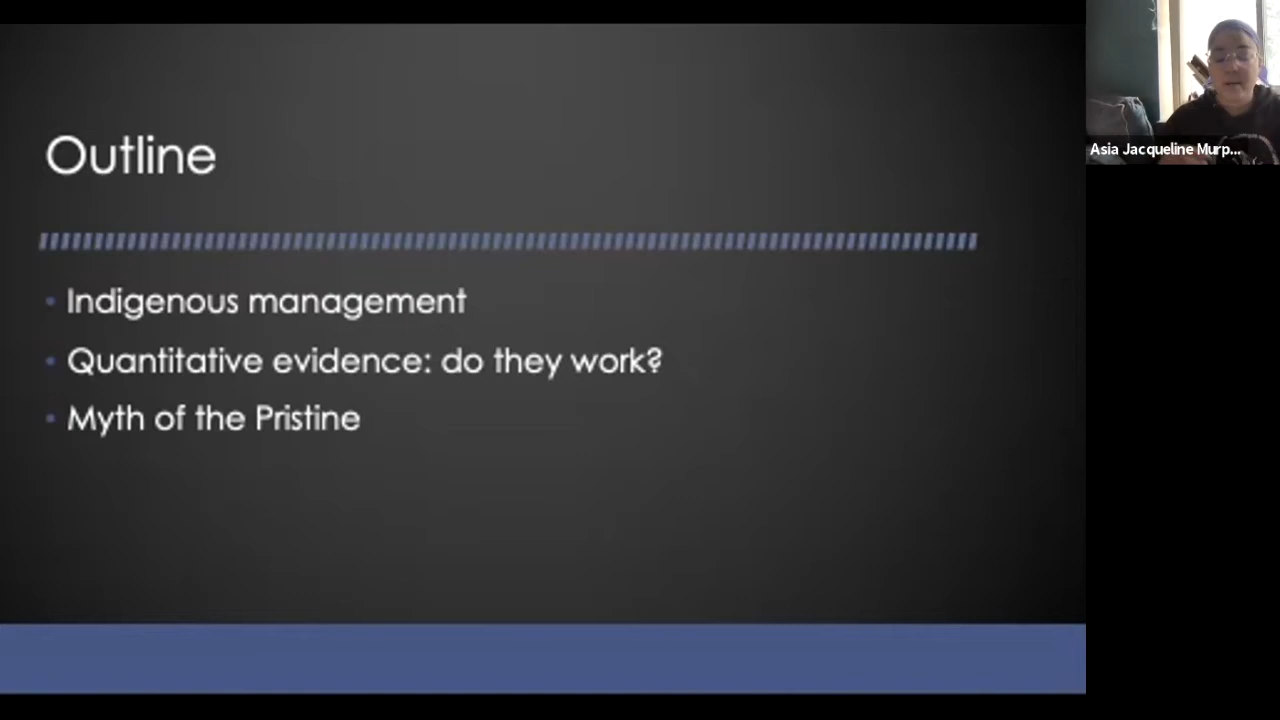 Outline
• Indigenous management
• Quantitative evidence: do they work?
• Myth of the Pristine
Asia Jacqueline Murp...